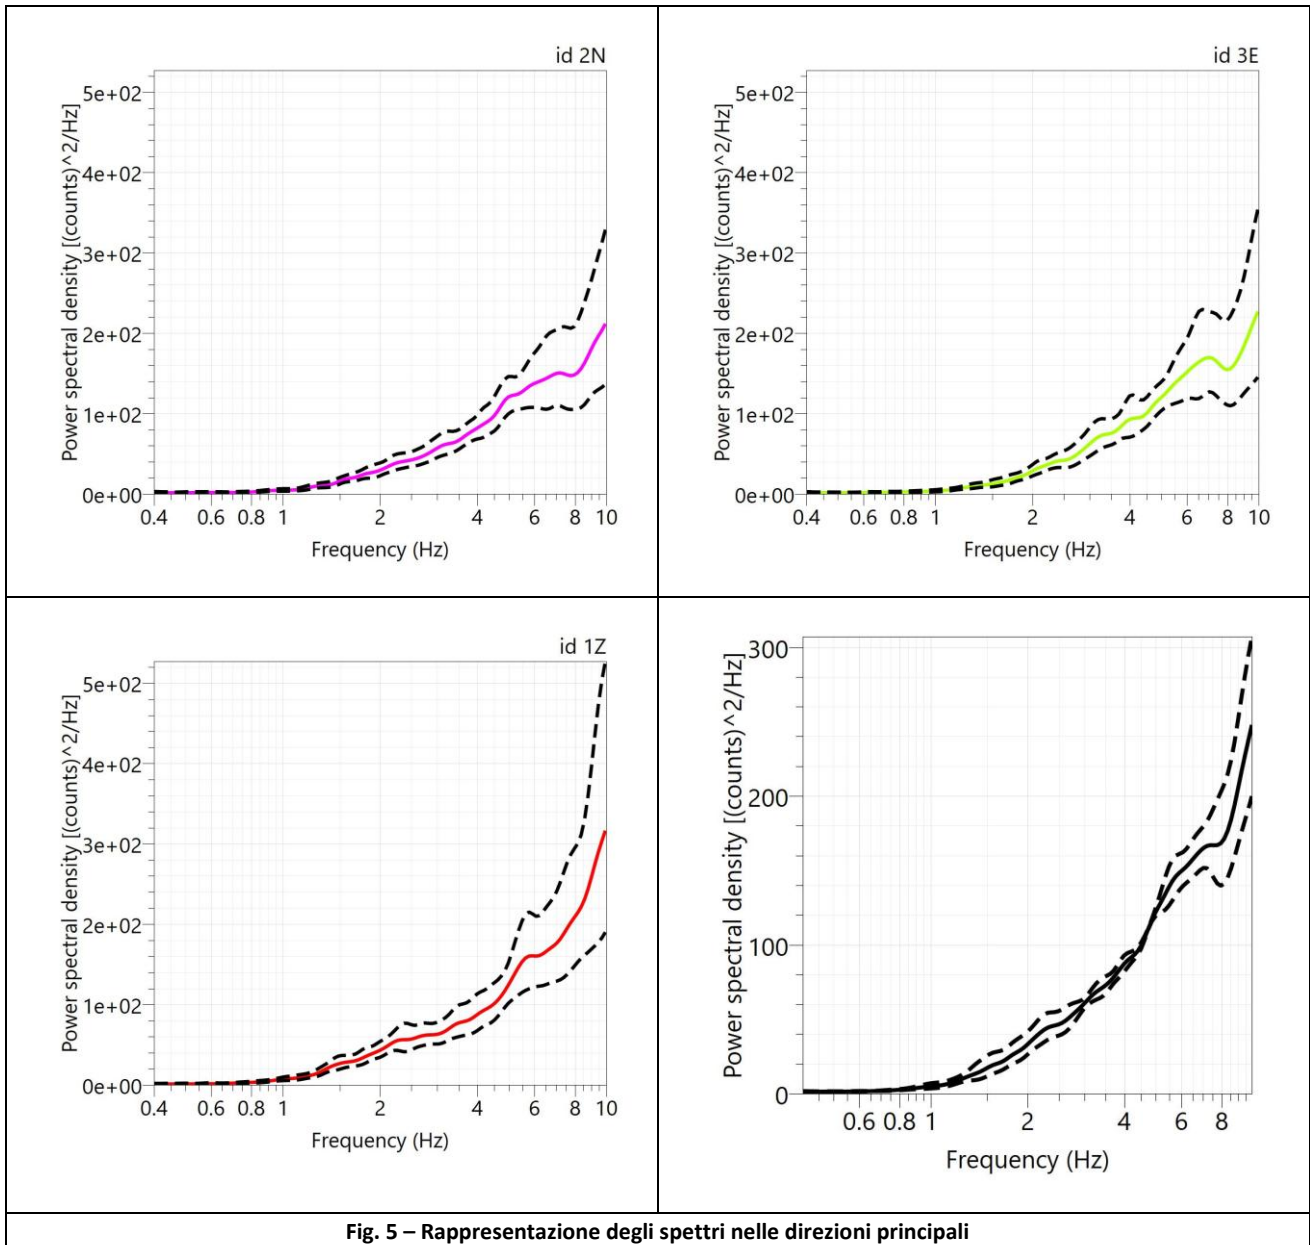 id 2N
Power spectral density [(counts)^2/Hz]
5e+02
4e+02
3e+02
2e+02
1e+02
0e+00
0.4 0.6 0.8 1 2 4 6 8 10
Frequency (Hz)
id 3E
Power spectral density [(counts)^2/Hz]
5e+02
4e+02
3e+02
2e+02
1e+02
0e+00
0.4 0.6 0.8 1 2 4 6 8 10
Frequency (Hz)
id 1Z
Power spectral density [(counts)^2/Hz]
5e+02
4e+02
3e+02
2e+02
1e+02
0e+00
0.4 0.6 0.8 1 2 4 6 8 10
Frequency (Hz)
Power spectral density [(counts)^2/Hz]
300
200
100
0
0.6 0.8 1 2 4 6 8
Frequency (Hz)
Fig. 5 – Rappresentazione degli spettri nelle direzioni principali